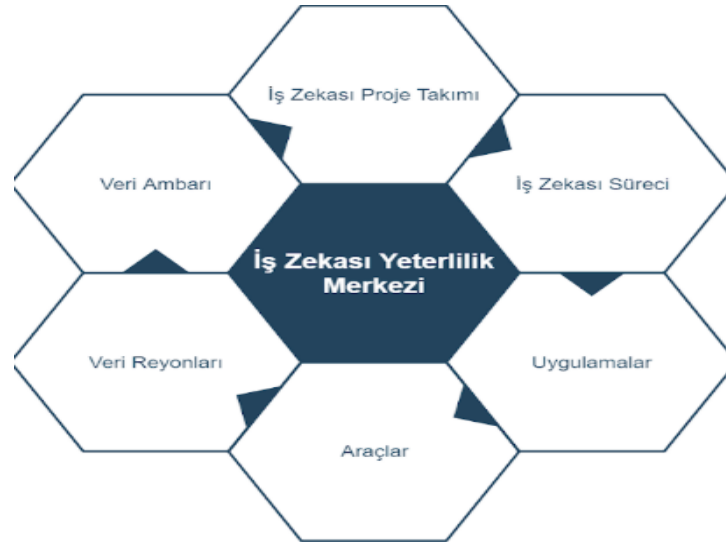 İş Zekası Proje Takımı
Veri Ambarı
İş Zekası Süreci
İş Zekası Yeterlilik
Merkezi
Veri Reyonları
Uygulamalar
Araçlar